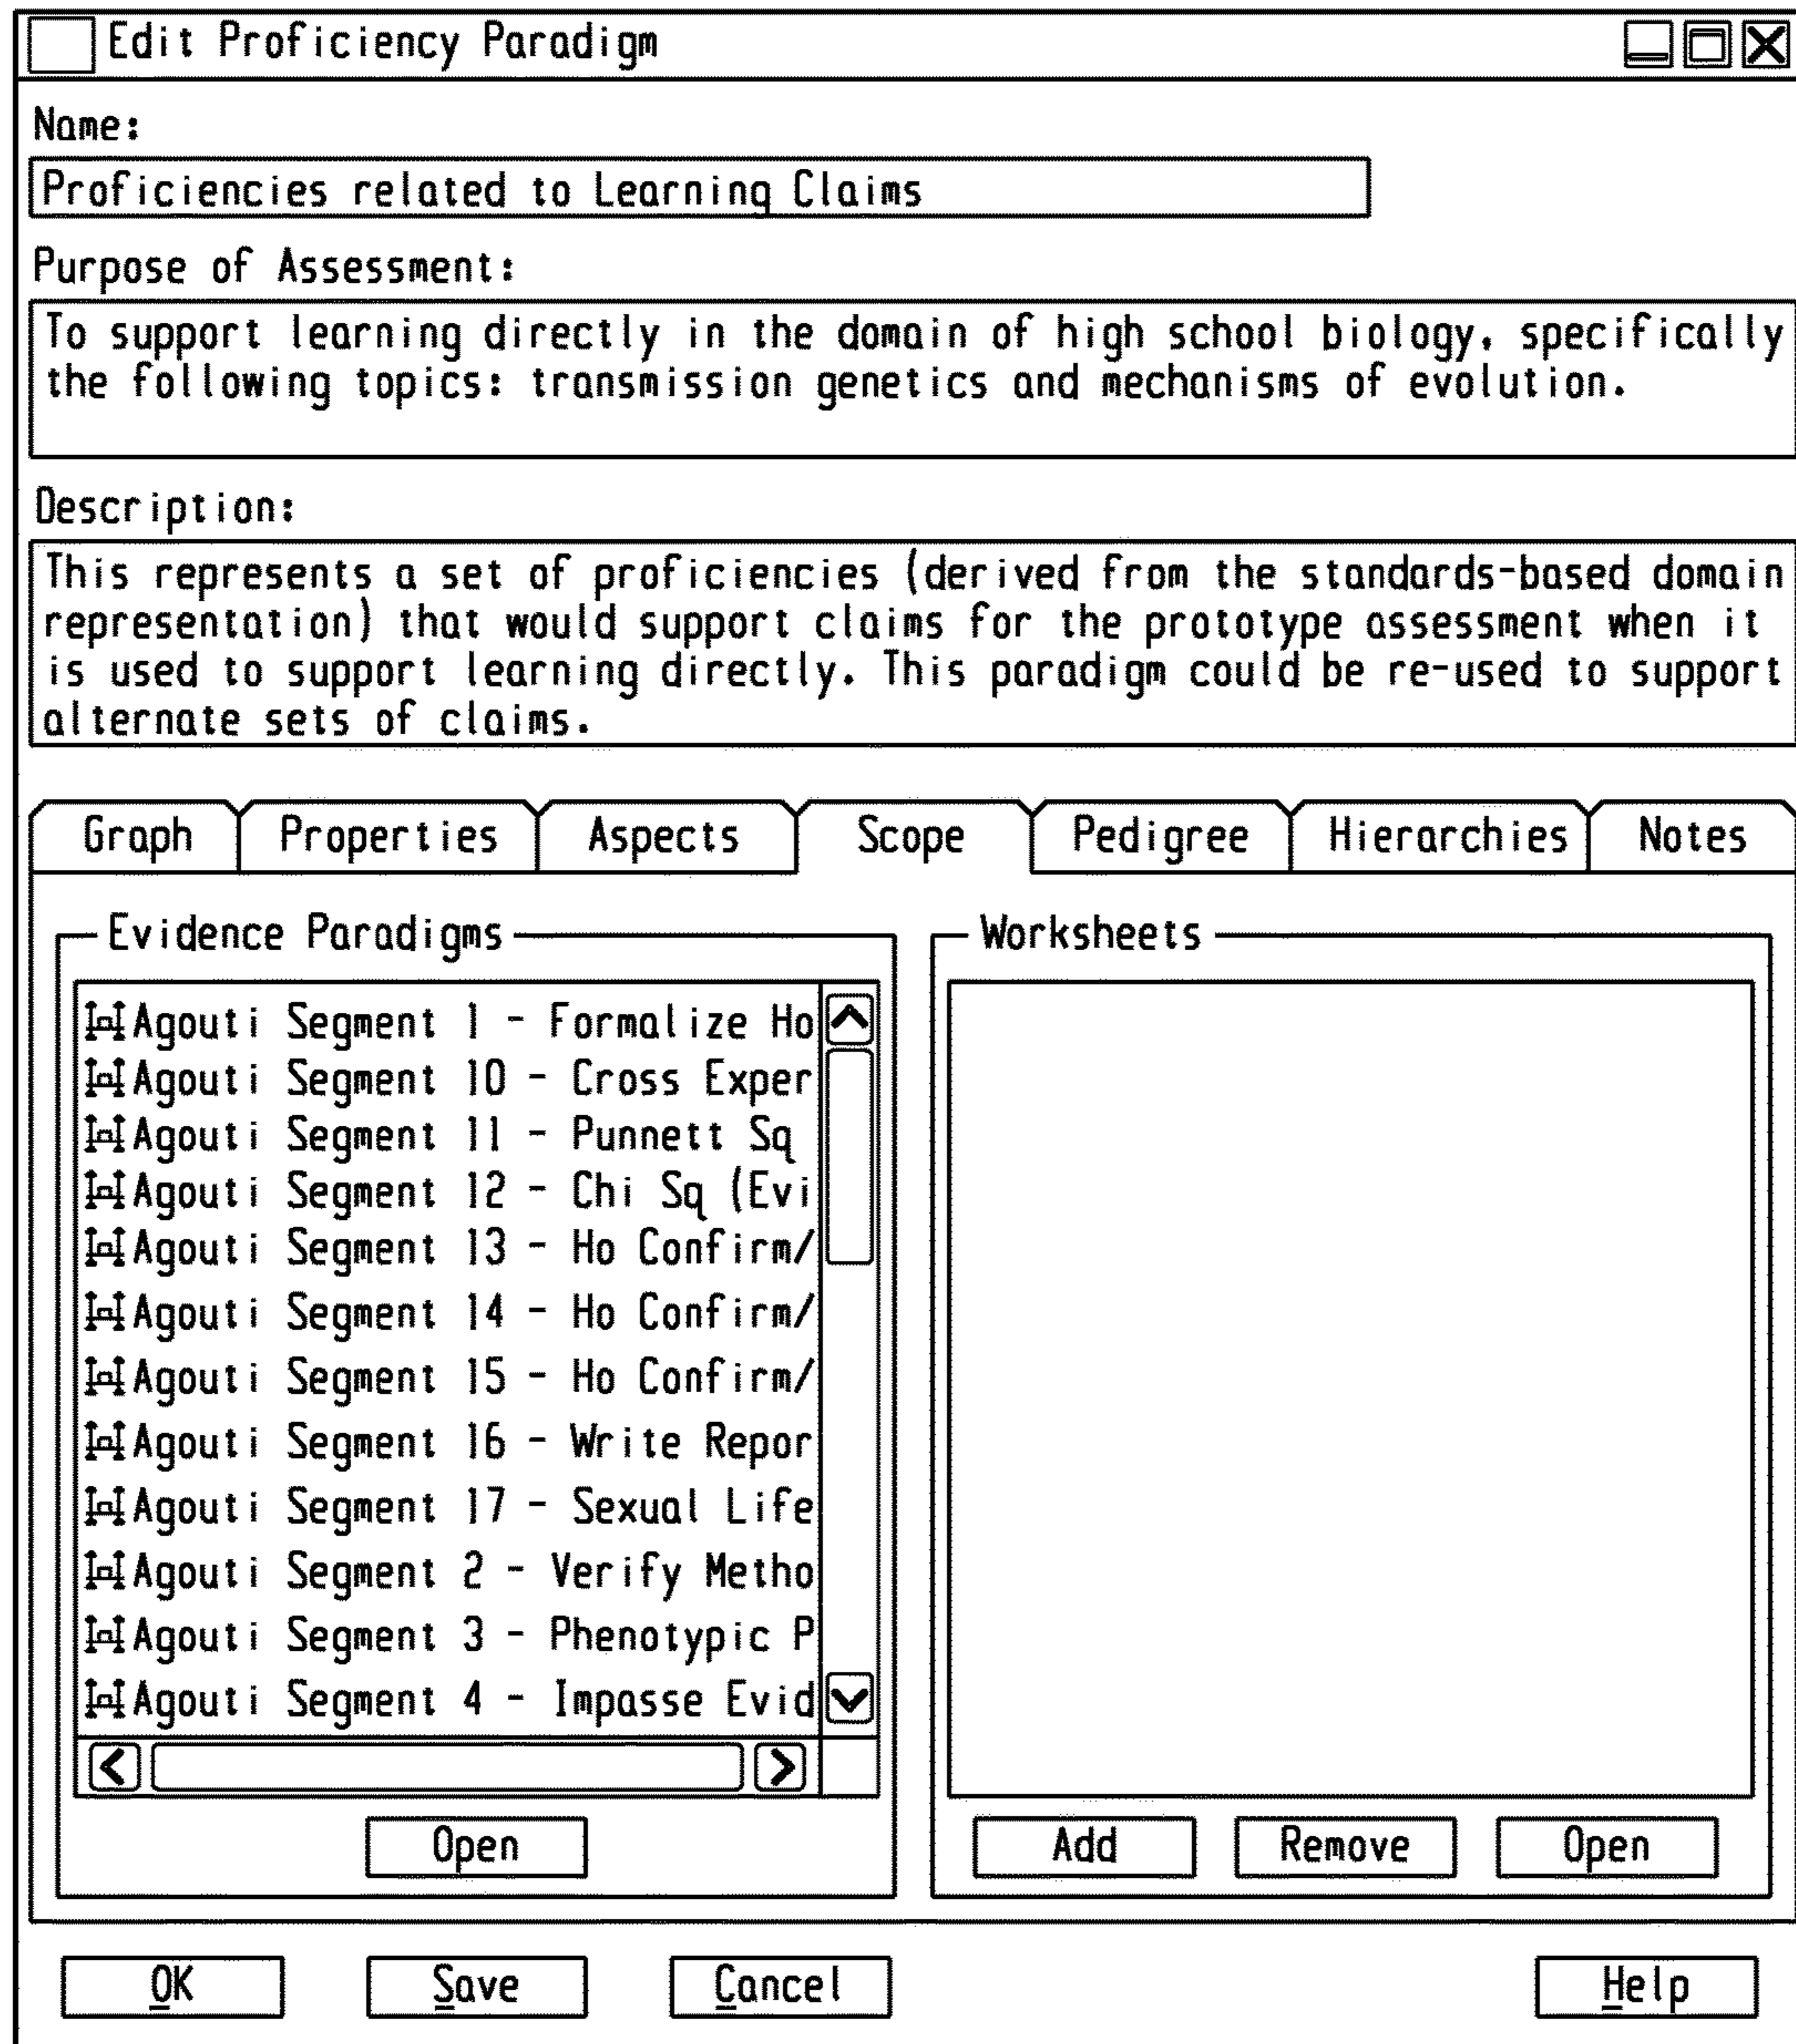 Edit Proficiency Paradigm
Name:
Proficiencies related to Learning Claims
Purpose of Assessment:
To support learning directly in the domain of high school biology, specifically
the following topics: transmission genetics and mechanisms of evolution.
Description:
This represents a set of proficiencies (derived from the standards-based domain
representation) that would support claims for the prototype assessment when it
is used to support learning directly. This paradigm could be re-used to support
alternate sets of claims.
Graph Properties Aspects Scope Pedigree Hierarchies Notes
Evidence Paradigms
Agouti Segment 1 - Formalize Ho
Agouti Segment 10 - Cross Exper
Agouti Segment 11 - Punnett Sq
Agouti Segment 12 - Chi Sq (Evi
Agouti Segment 13 - Ho Confirm/
Agouti Segment 14 - Ho Confirm/
Agouti Segment 15 - Ho Confirm/
Agouti Segment 16 - Write Repor
Agouti Segment 17 - Sexual Life
Agouti Segment 2 - Verify Metho
Agouti Segment 3 - Phenotypic P
Agouti Segment 4 - Impasse Evid
Open
Worksheets
Add Remove Open
OK Save Cancel Help